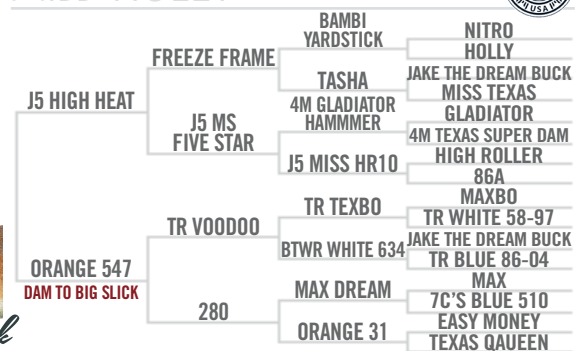 J5 HIGH HEAT
FREEZE FRAME
BAMBI
YARDSTICK
NITRO
HOLLY
TASHA
JAKE THE DREAM BUCK
MISS TEXAS
J5 MS
FIVE STAR
4M GLADIATOR
HAMMMER
GLADIATOR
4M TEXAS SUPER DAM
J5 MISS HR10
HIGH ROLLER
86A
ORANGE 547
DAM TO BIG SLICK
TR VOODOO
TR TEXBO
MAXBO
TR WHITE 58-97
BTWR WHITE 634
JAKE THE DREAM BUCK
TR BLUE 86-04
280
MAX DREAM
MAX
7C'S BLUE 510
ORANGE 31
EASY MONEY
TEXAS QAUEEN